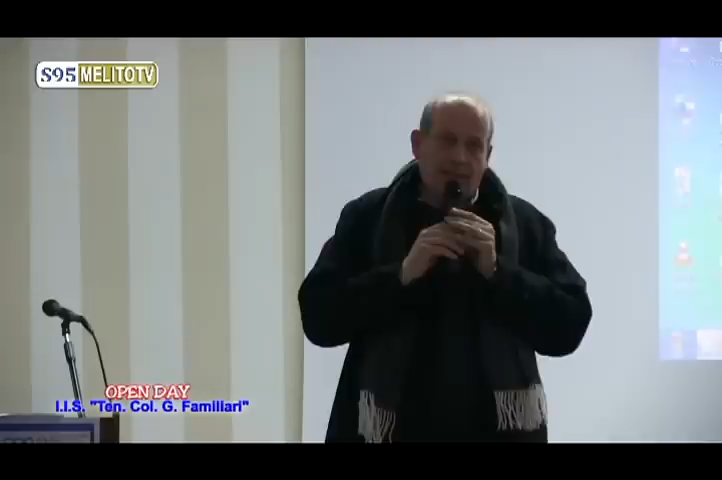 S95 MELITOTV
OPEN DAY
I.I.S. "Ten. Col. G. Familiari"